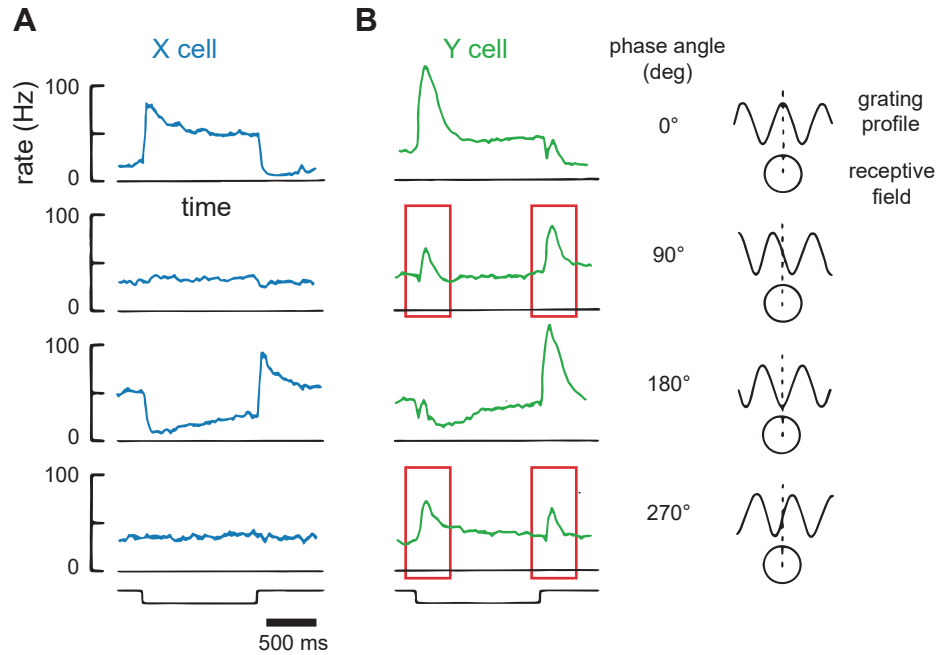 A
B
X cell
Y cell
phase angle
(deg)
rate (Hz)
100
0
time
0°
grating
profile
receptive
field
100
0
90°
100
0
180°
100
0
270°
500 ms